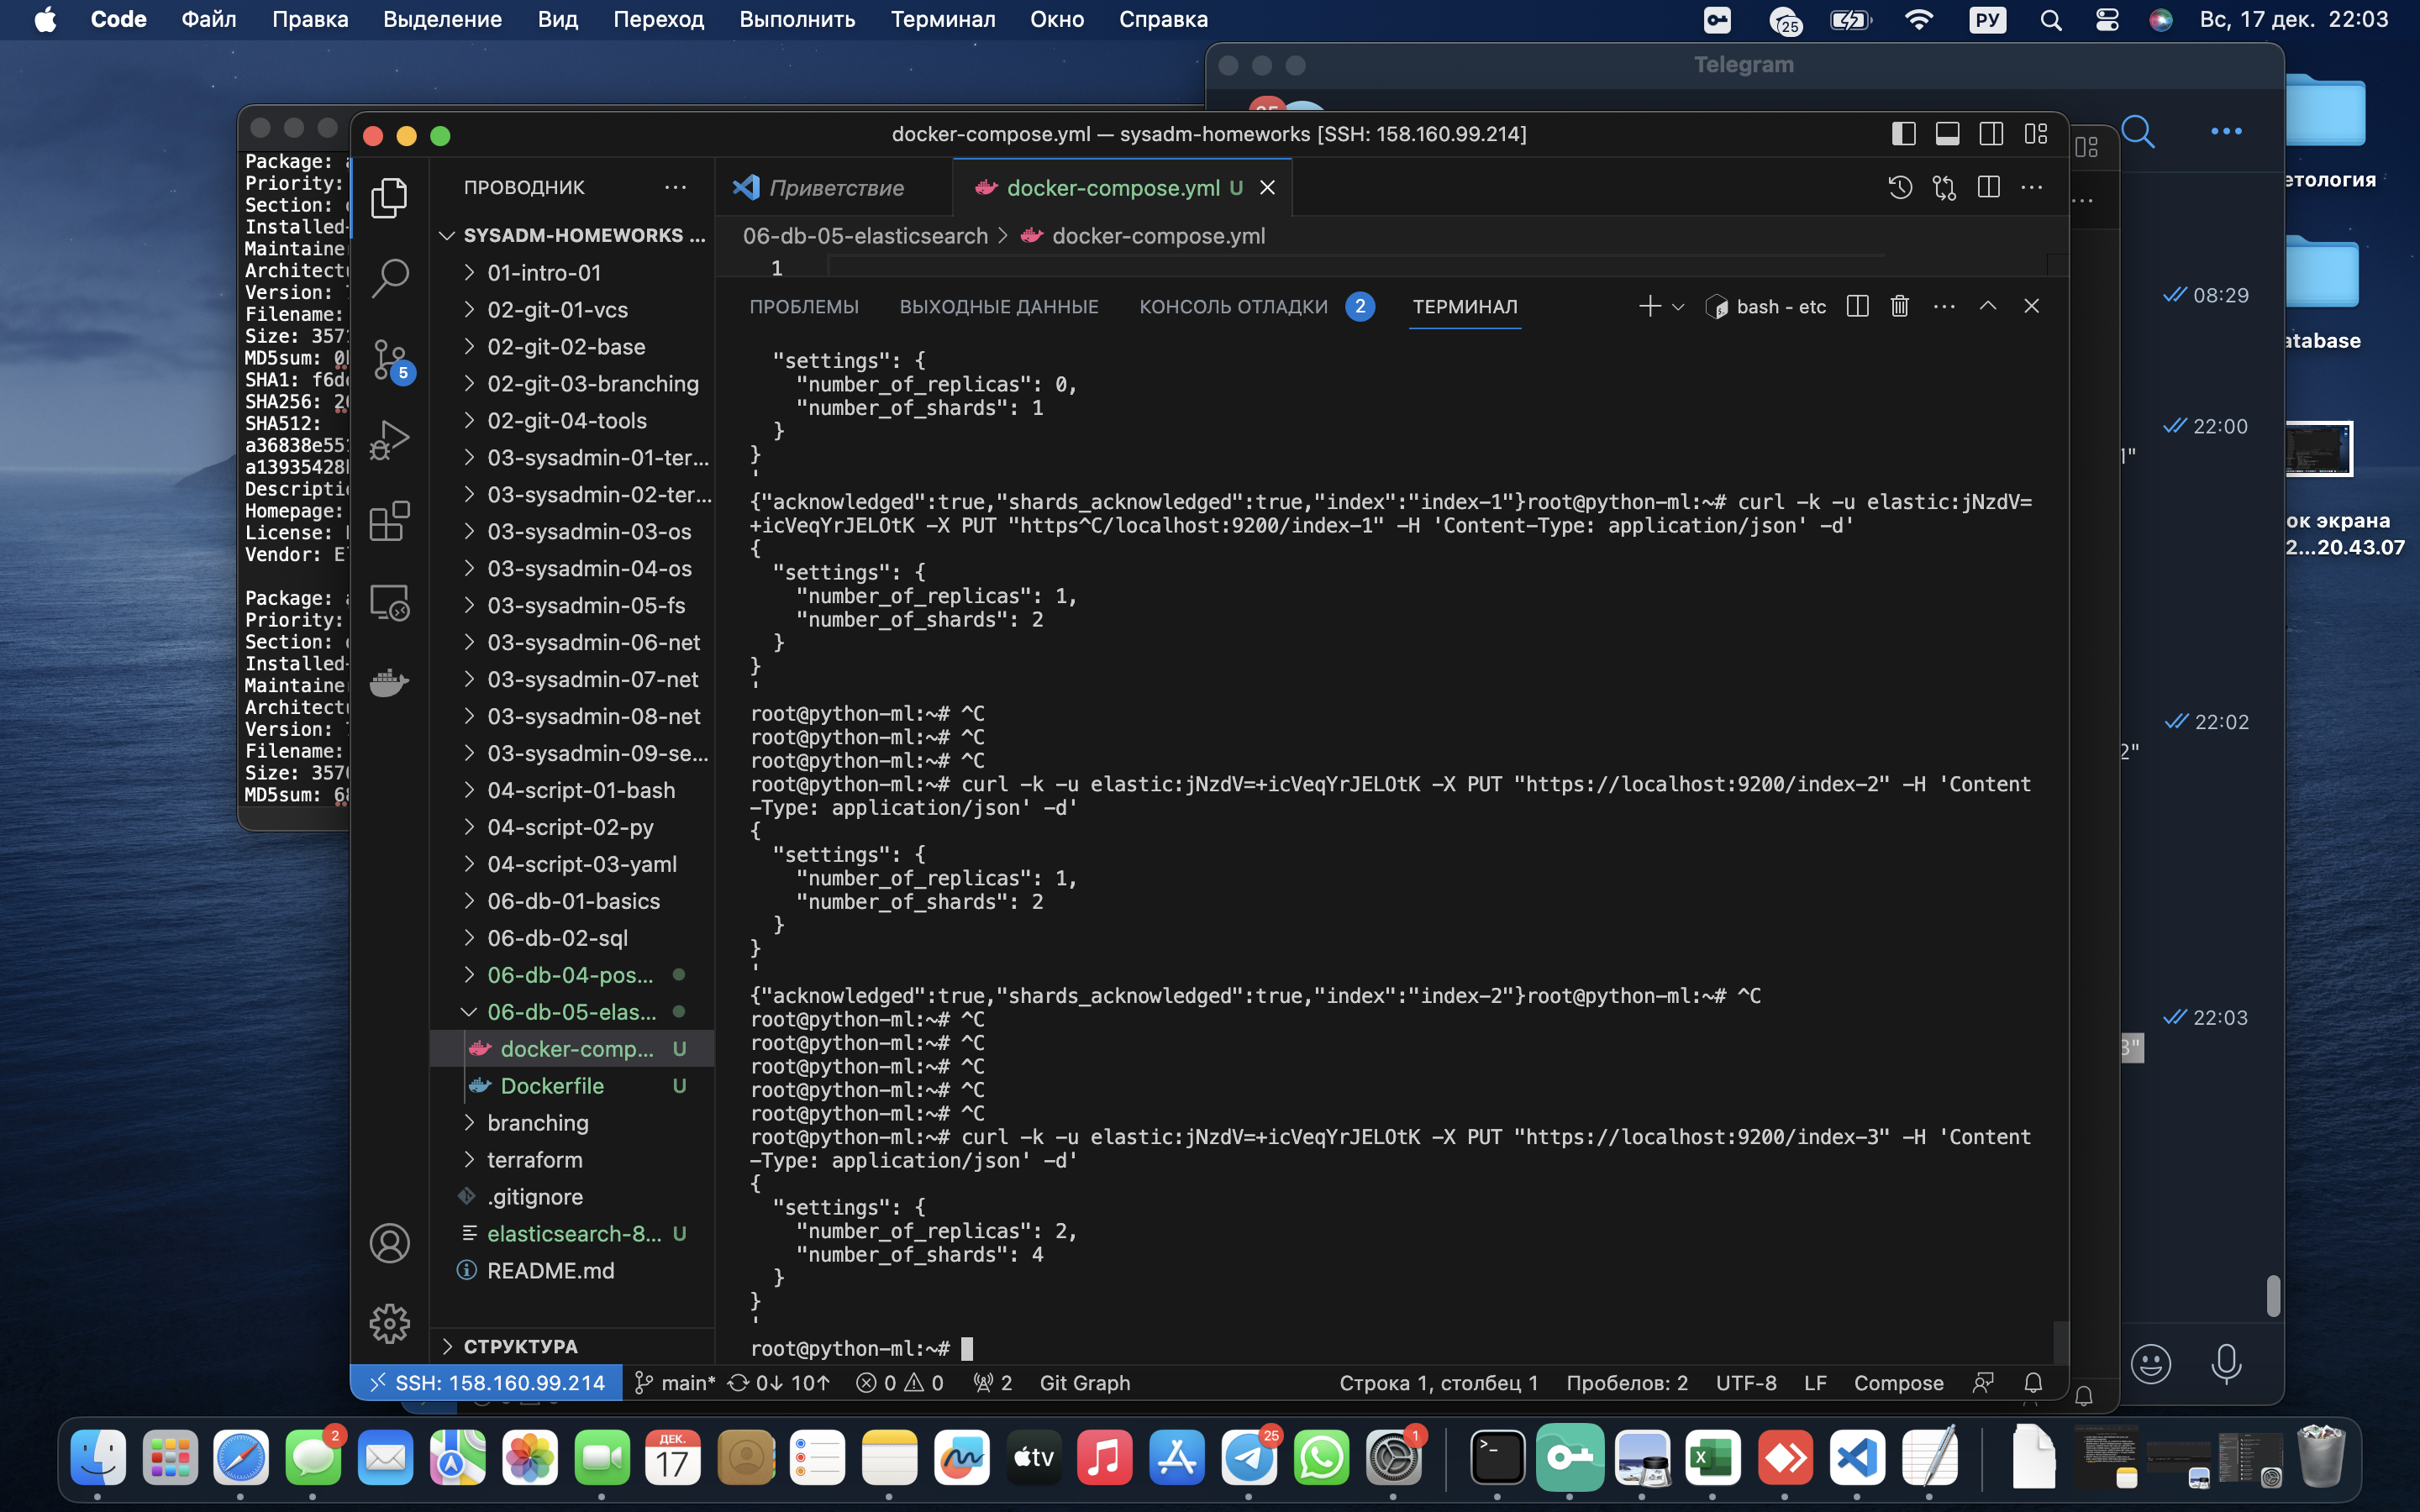 Code Файл Правка Выделение Вид Переход Выполнить Терминал Окно Справка
25 РУ Вс, 17 дек. 22:03
Telegram
Package:
Priority:
Section:
Installed-
Maintainer
Architectu
Version:
Filename:
Size: 357
MD5sum:
SHA1: f6d
SHA256: 2
SHA512:
a36838e55
a13935428
Descriptio
Homepage:
License:
Vendor: E
Package:
Priority:
Section:
Installed-
Maintainer
Architectu
Version:
Filename:
Size: 357
MD5sum: 6
docker-compose.yml — sysadm-homeworks [SSH: 158.160.99.214]
ПРОВОДНИК
SYSADM-HOMEWORKS ...
01-intro-01
02-git-01-vcs
02-git-02-base
02-git-03-branching
02-git-04-tools
03-sysadmin-01-ter...
03-sysadmin-02-ter...
03-sysadmin-03-os
03-sysadmin-04-os
03-sysadmin-05-fs
03-sysadmin-06-net
03-sysadmin-07-net
03-sysadmin-08-net
03-sysadmin-09-se...
04-script-01-bash
04-script-02-py
04-script-03-yaml
06-db-01-basics
06-db-02-sql
06-db-04-pos...
06-db-05-elas...
docker-comp... U
Dockerfile U
branching
terraform
.gitignore
elasticsearch-8... U
README.md
СТРУКТУРА
5
Приветствие docker-compose.yml U
06-db-05-elasticsearch > docker-compose.yml
1
ПРОБЛЕМЫ ВЫХОДНЫЕ ДАННЫЕ КОНСОЛЬ ОТЛАДКИ 2 ТЕРМИНАЛ bash - etc
"settings": {
"number_of_replicas": 0,
"number_of_shards": 1
}
}
'
{"acknowledged":true,"shards_acknowledged":true,"index":"index-1"}root@python-ml:~# curl -k -u elastic:jNzdV=
+icVeqYrJELOtK -X PUT "https^C/localhost:9200/index-1" -H 'Content-Type: application/json' -d'
{
"settings": {
"number_of_replicas": 1,
"number_of_shards": 2
}
}
'
root@python-ml:~# ^C
root@python-ml:~# ^C
root@python-ml:~# ^C
root@python-ml:~# curl -k -u elastic:jNzdV=+icVeqYrJELOtK -X PUT "https://localhost:9200/index-2" -H 'Content
-Type: application/json' -d'
{
"settings": {
"number_of_replicas": 1,
"number_of_shards": 2
}
}
'
{"acknowledged":true,"shards_acknowledged":true,"index":"index-2"}root@python-ml:~# ^C
root@python-ml:~# ^C
root@python-ml:~# ^C
root@python-ml:~# ^C
root@python-ml:~# ^C
root@python-ml:~# ^C
root@python-ml:~# curl -k -u elastic:jNzdV=+icVeqYrJELOtK -X PUT "https://localhost:9200/index-3" -H 'Content
-Type: application/json' -d'
{
"settings": {
"number_of_replicas": 2,
"number_of_shards": 4
}
}
'
root@python-ml:~#
SSH: 158.160.99.214 main* 0↓ 10↑ 0 0 2 Git Graph Строка 1, столбец 1 Пробелов: 2 UTF-8 LF Compose
08:29
22:00
1"
22:02
2"
22:03
3"
етология
atabase
ок экрана
2...20.43.07
2 ДЕК. 17 tv 25 1